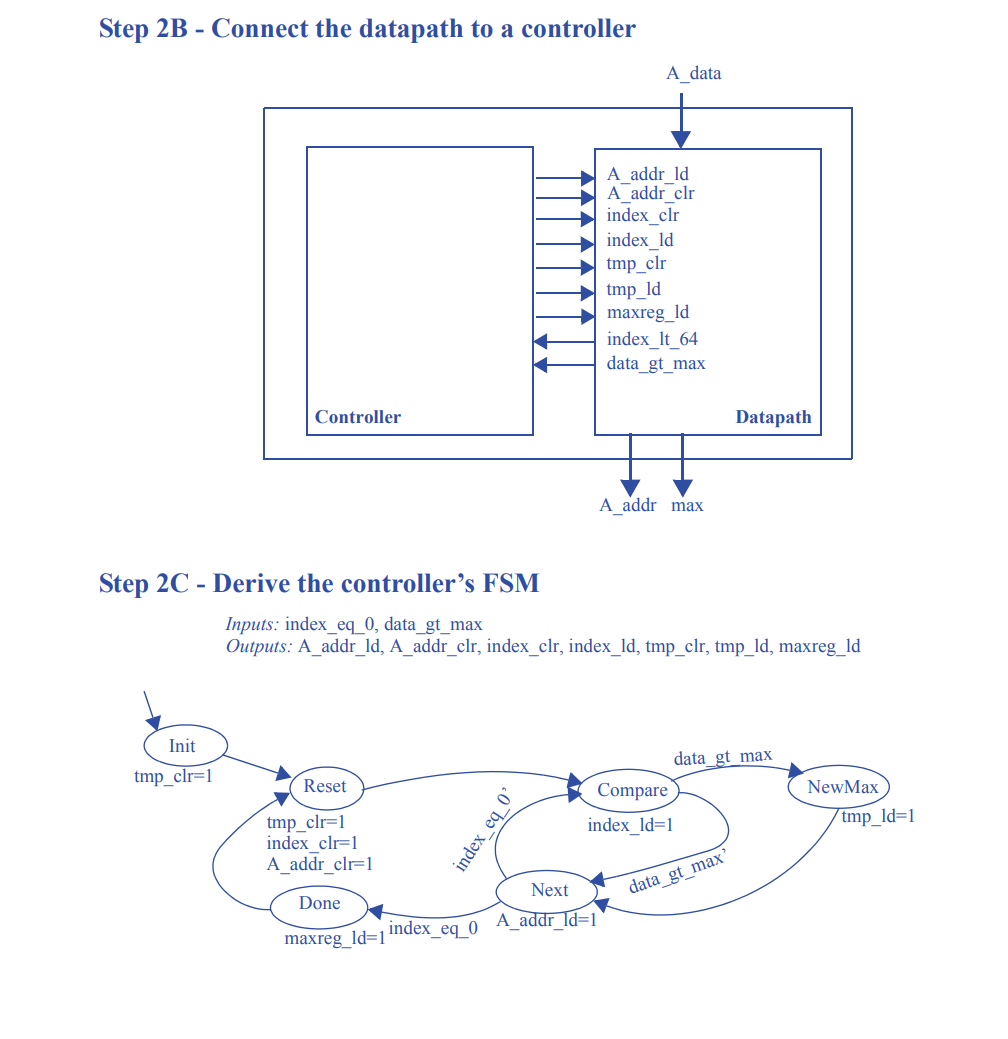 Step 2B - Connect the datapath to a controller
A_data
A_addr_ld
A_addr_clr
index_clr
index_ld
tmp_clr
tmp_ld
maxreg_ld
index_lt_64
data_gt_max
Controller
Datapath
A_addr max
Step 2C - Derive the controller’s FSM
Inputs: index_eq_0, data_gt_max
Outputs: A_addr_ld, A_addr_clr, index_clr, index_ld, tmp_clr, tmp_ld, maxreg_ld
Init
tmp_clr=1
Reset
tmp_clr=1
index_clr=1
A_addr_clr=1
Done
maxreg_ld=1
index_eq_0
index_eq_0’
Next
A_addr_ld=1
Compare
index_ld=1
data_gt_max
data_gt_max’
NewMax
tmp_ld=1